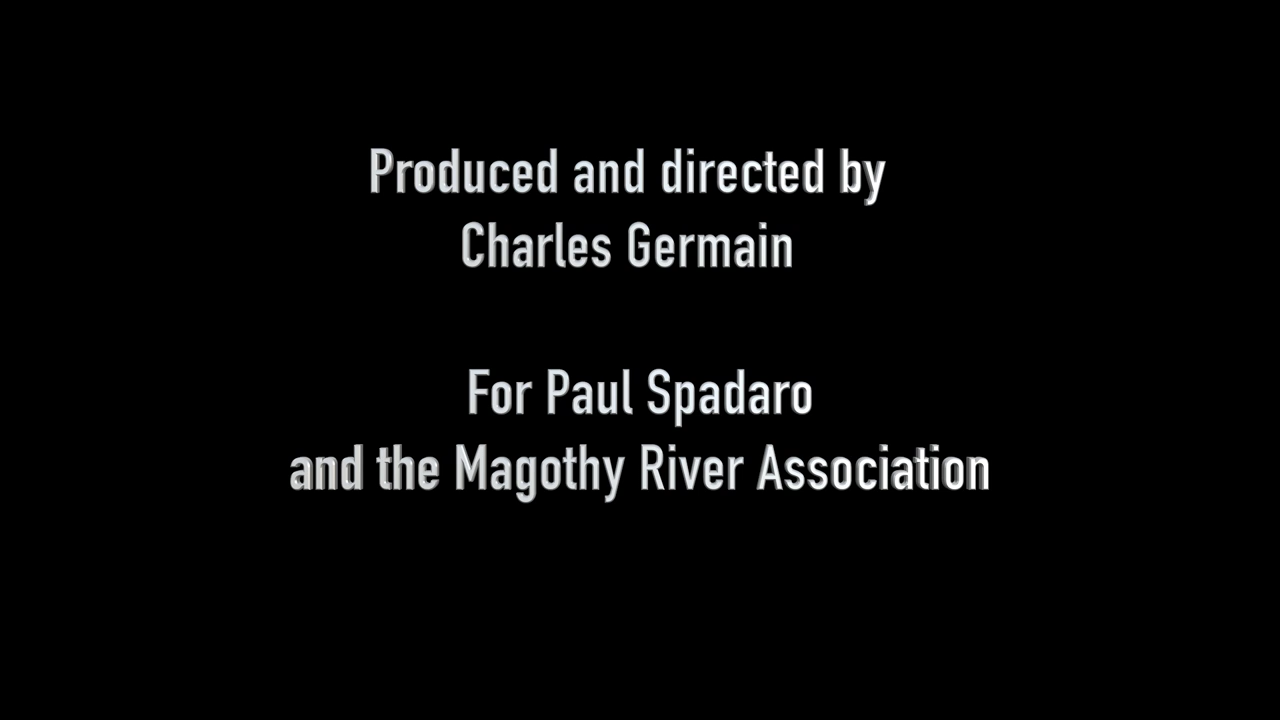 Produced and directed by
Charles Germain
For Paul Spadaro
and the Magothy River Association